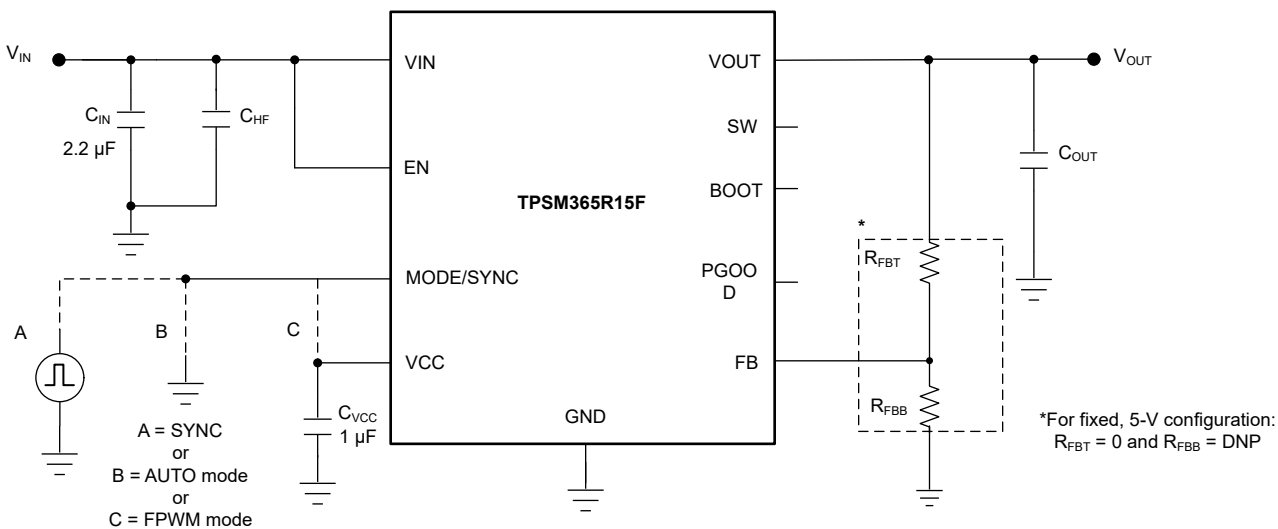 V_IN
C_IN
2.2 µF
C_HF
VIN
EN
MODE/SYNC
VCC
GND
TPSM365R15F
VOUT
SW
BOOT
PGOO
D
FB
V_OUT
C_OUT
*
R_FBT
R_FBB
*For fixed, 5-V configuration:
R_FBT = 0 and R_FBB = DNP
A
B
C
C_VCC
1 µF
A = SYNC
or
B = AUTO mode
or
C = FPWM mode